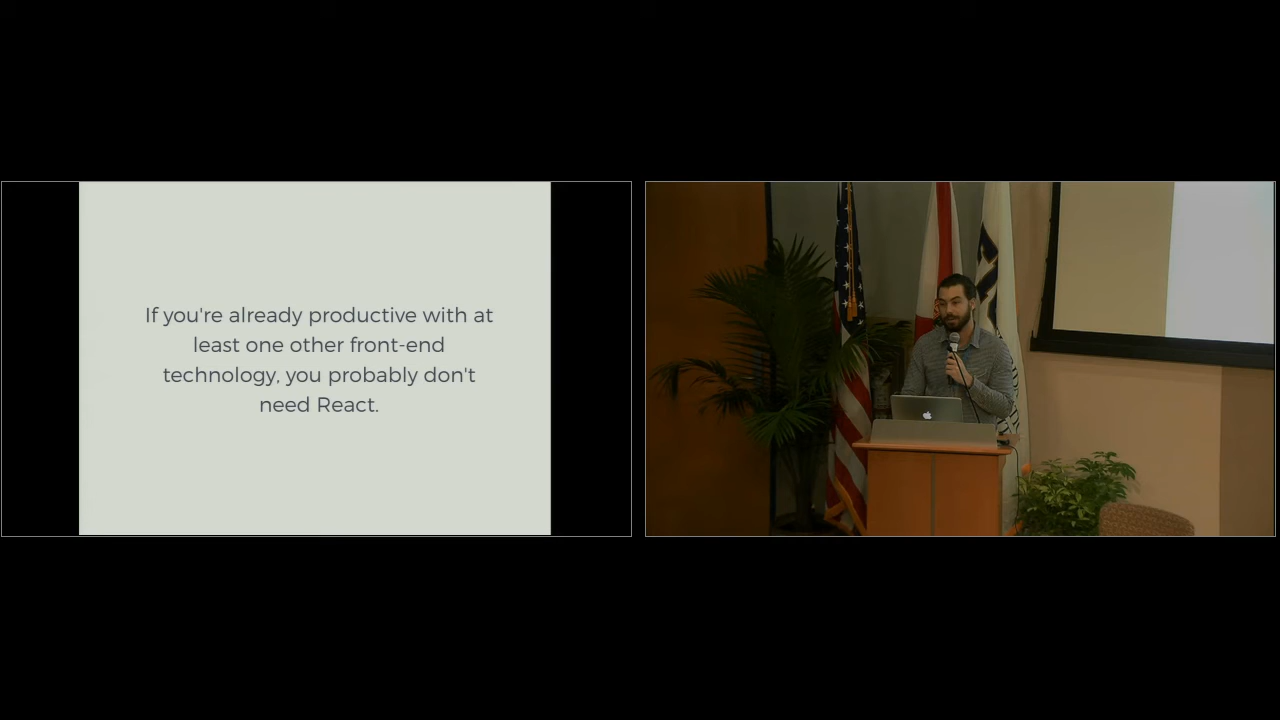 If you're already productive with at
least one other front-end
technology, you probably don't
need React.